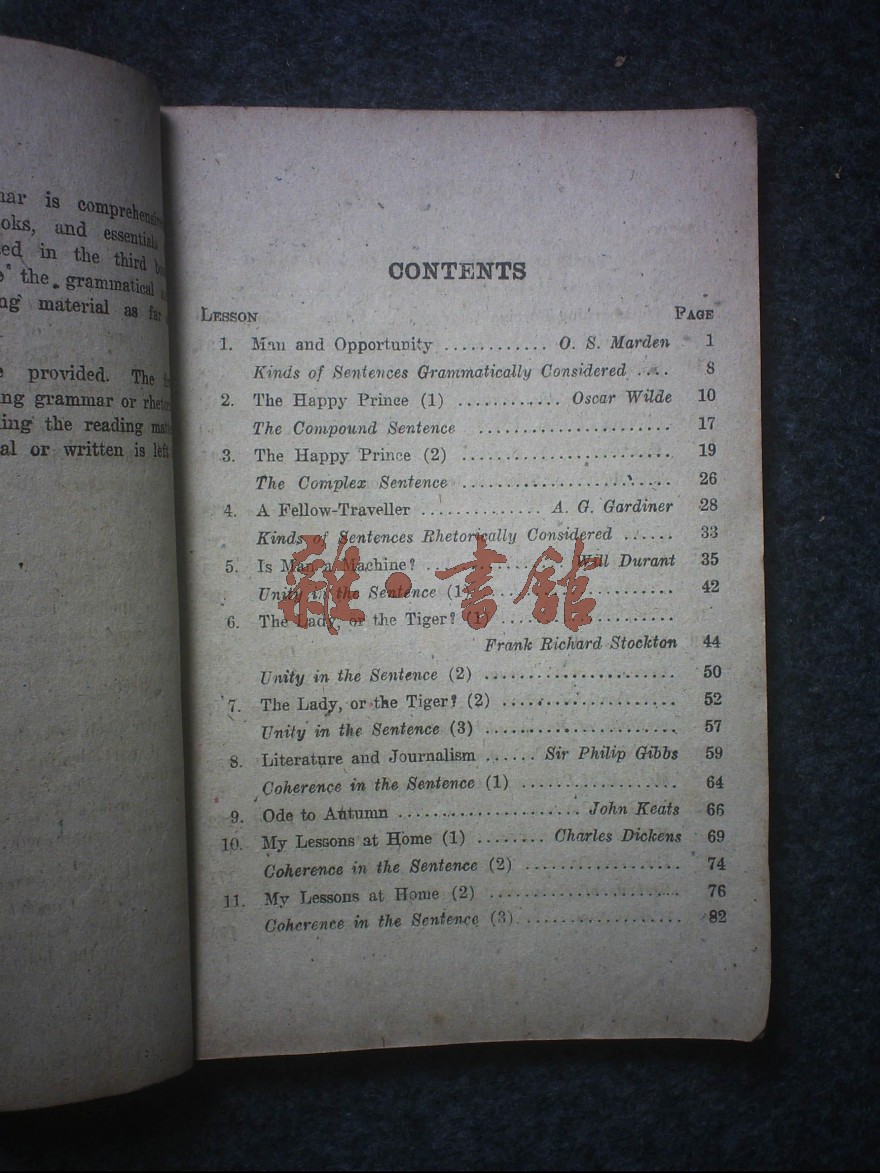 mar is comprehensive
oks, and essentials
ed in the third
the grammatical
ng material as far
provided. The
ng grammar or
ing the reading
al or written is left
CONTENTS
LESSON PAGE
1. Man and Opportunity ............ O. S. Marden 1
Kinds of Sentences Grammatically Considered .... 8
2. The Happy Prince (1) ............ Oscar Wilde 10
The Compound Sentence ...................... 17
3. The Happy Prince (2) ........................ 19
The Complex Sentence ........................ 26
4. A Fellow-Traveller .............. A. G. Gardiner 28
Kinds of Sentences Rhetorically Considered ...... 33
5. Is Man a Machine? .............. Will Durant 35
Unity in the Sentence (1) ...................... 42
6. The Lady, or the Tiger? (1) ....................
Frank Richard Stockton 44
Unity in the Sentence (2) ...................... 50
7. The Lady, or the Tiger? (2) .................... 52
Unity in the Sentence (3) ...................... 57
8. Literature and Journalism ...... Sir Philip Gibbs 59
Coherence in the Sentence (1) .................. 64
9. Ode to Autumn ...................... John Keats 66
10. My Lessons at Home (1) ........ Charles Dickens 69
Coherence in the Sentence (2) .................. 74
11. My Lessons at Home (2) ...................... 76
Coherence in the Sentence (3) .................. 82
雜·書館